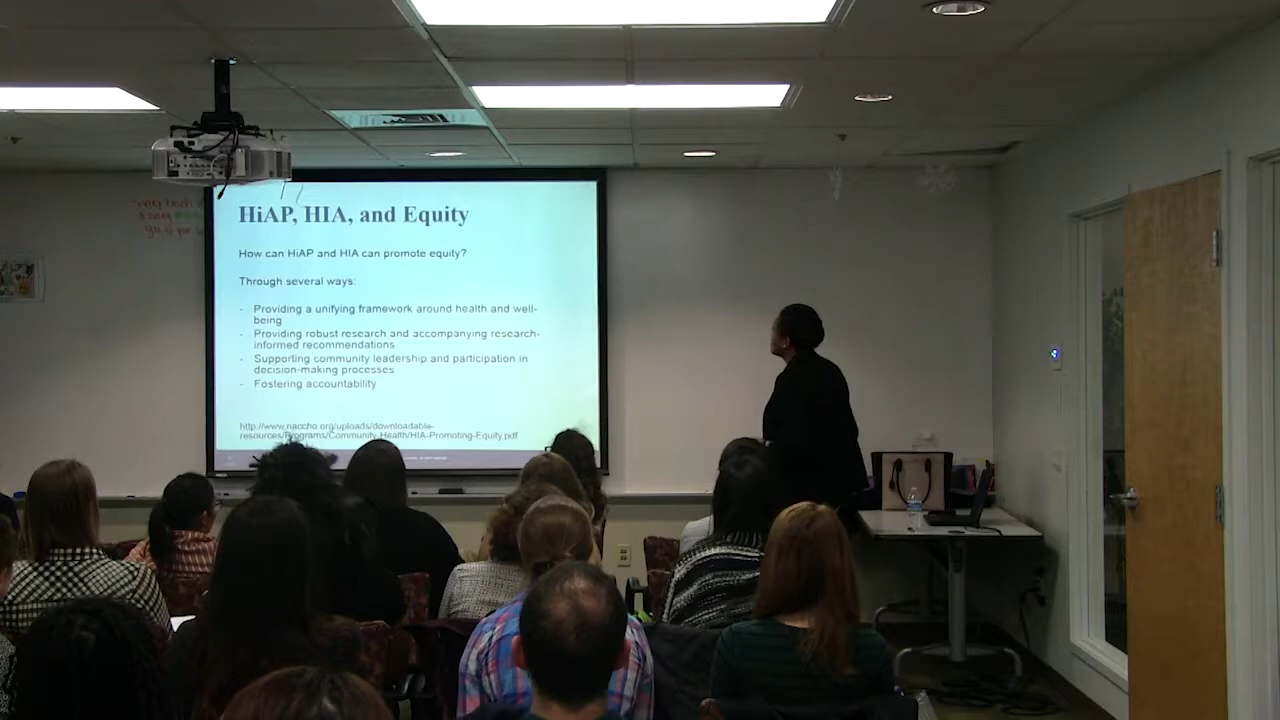 HiAP, HIA, and Equity
How can HiAP and HIA can promote equity?
Through several ways:
- Providing a unifying framework around health and well-
being
- Providing robust research and accompanying research-
informed recommendations
- Supporting community leadership and participation in
decision-making processes
- Fostering accountability
http://www.naccho.org/uploads/downloadable-
resources/Programs/Community Health/HIA-Promoting-Equity.pdf